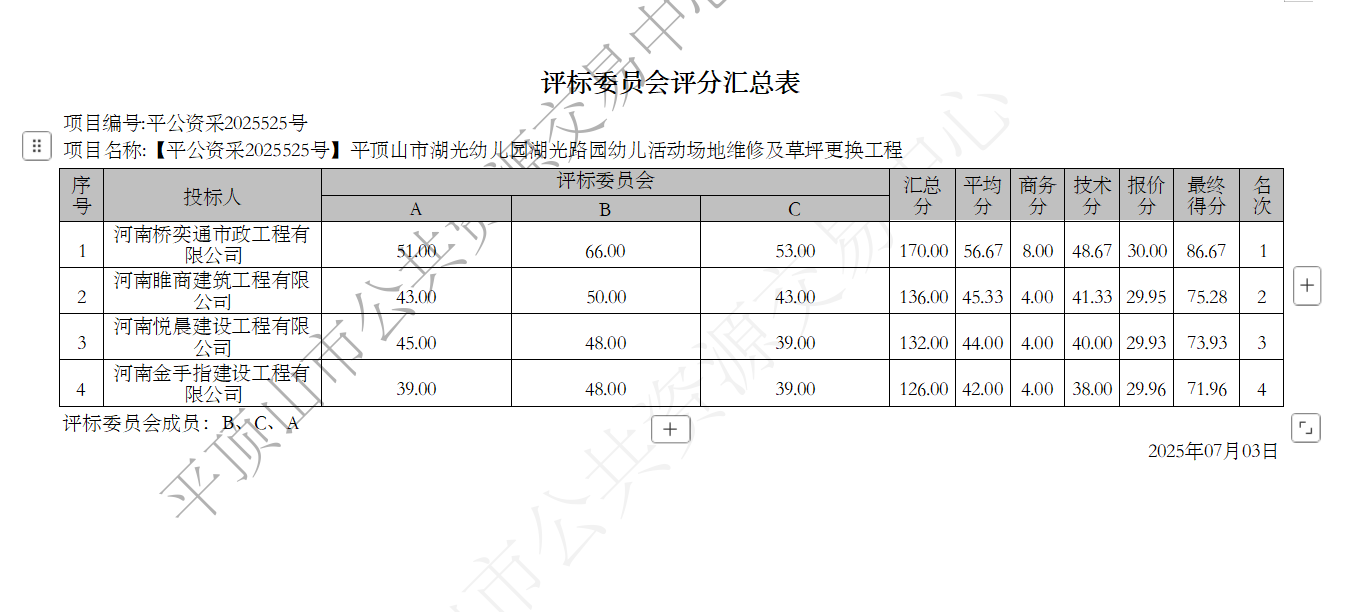 评标委员会评分汇总表
项目编号:平公资采2025525号
项目名称:【平公资采2025525号】平顶山市湖光幼儿园湖光路园幼儿活动场地维修及草坪更换工程
序号 投标人 评标委员会 汇总分 平均分 商务分 技术分 报价分 最终得分 名次
A B C
1 河南桥奕通市政工程有限公司 51.00 66.00 53.00 170.00 56.67 8.00 48.67 30.00 86.67 1
2 河南睢商建筑工程有限公司 43.00 50.00 43.00 136.00 45.33 4.00 41.33 29.95 75.28 2
3 河南悦晨建设工程有限公司 45.00 48.00 39.00 132.00 44.00 4.00 40.00 29.93 73.93 3
4 河南金手指建设工程有限公司 39.00 48.00 39.00 126.00 42.00 4.00 38.00 29.96 71.96 4
评标委员会成员：B、C、A
2025年07月03日
平顶山市公共资源交易中心
山市公共资源交易中心